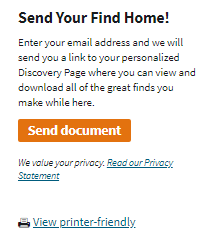 Send Your Find Home!
Enter your email address and we will
send you a link to your personalized
Discovery Page where you can view and
download all of the great finds you
make while here.
Send document
We value your privacy. Read our Privacy
Statement
View printer-friendly